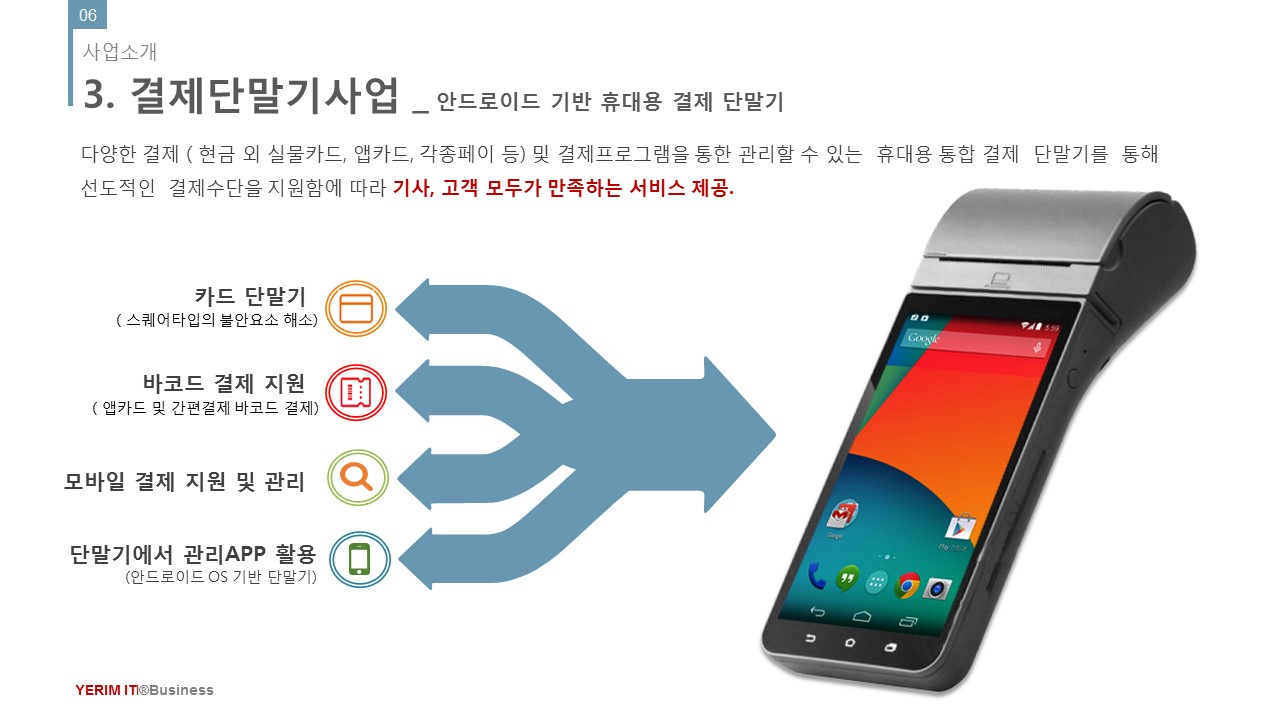 06
사업소개
3. 결제단말기사업 _ 안드로이드 기반 휴대용 결제 단말기
다양한 결제 ( 현금 외 실물카드, 앱카드, 각종페이 등) 및 결제프로그램을 통한 관리할 수 있는 휴대용 통합 결제 단말기를 통해
선도적인 결제수단을 지원함에 따라 기사, 고객 모두가 만족하는 서비스 제공.
카드 단말기
( 스퀘어타입의 불안요소 해소)
바코드 결제 지원
( 앱카드 및 간편결제 바코드 결제)
모바일 결제 지원 및 관리
단말기에서 관리APP 활용
(안드로이드 OS 기반 단말기)
5:59
Google
Google
YERIM IT®Business